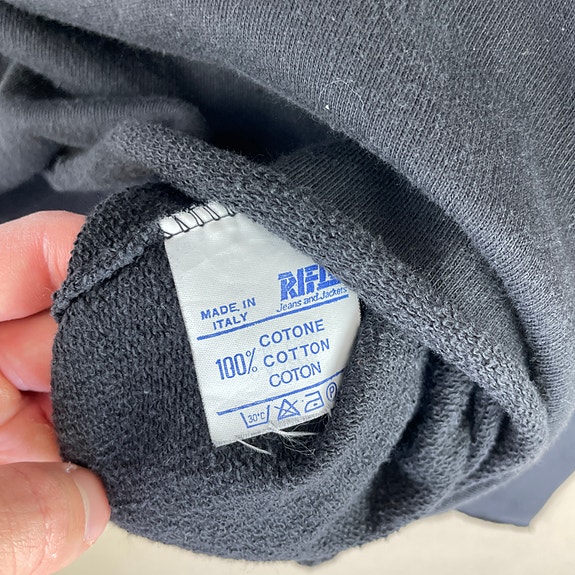 Jeans and Jackets
MADE IN
ITALY
COTONE
100% COTTON
COTON
30°C P